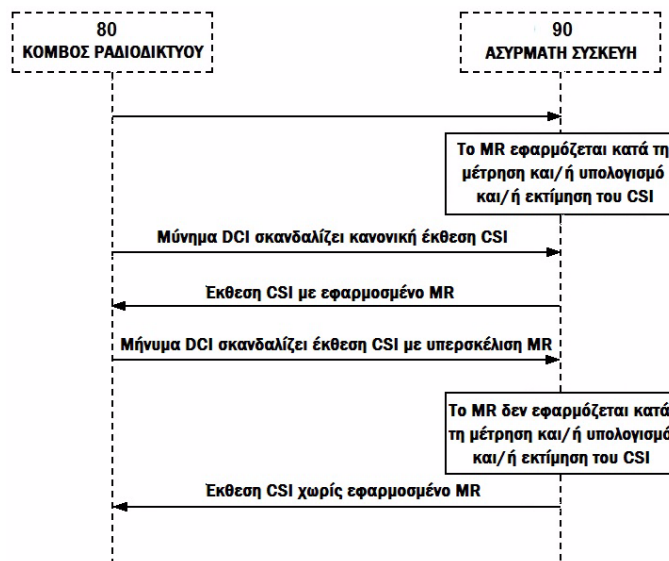 80
ΚΟΜΒΟΣ ΡΑΔΙΟΔΙΚΤΥΟΥ
90
ΑΣΥΡΜΑΤΗ ΣΥΣΚΕΥΗ
Το MR εφαρμόζεται κατά τη
μέτρηση και/ή υπολογισμό
και/ή εκτίμηση του CSI
Μύνημα DCI σκανδαλίζει κανονική έκθεση CSI
Έκθεση CSI με εφαρμοσμένο MR
Μήνυμα DCI σκανδαλίζει έκθεση CSI με υπερσκέλιση MR
Το MR δεν εφαρμόζεται κατά
τη μέτρηση και/ή υπολογισμό
και/ή εκτίμηση του CSI
Έκθεση CSI χωρίς εφαρμοσμένο MR